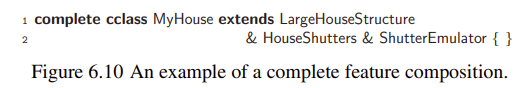 1 complete cclass MyHouse extends LargeHouseStructure
2 & HouseShutters & ShutterEmulator { }
Figure 6.10 An example of a complete feature composition.